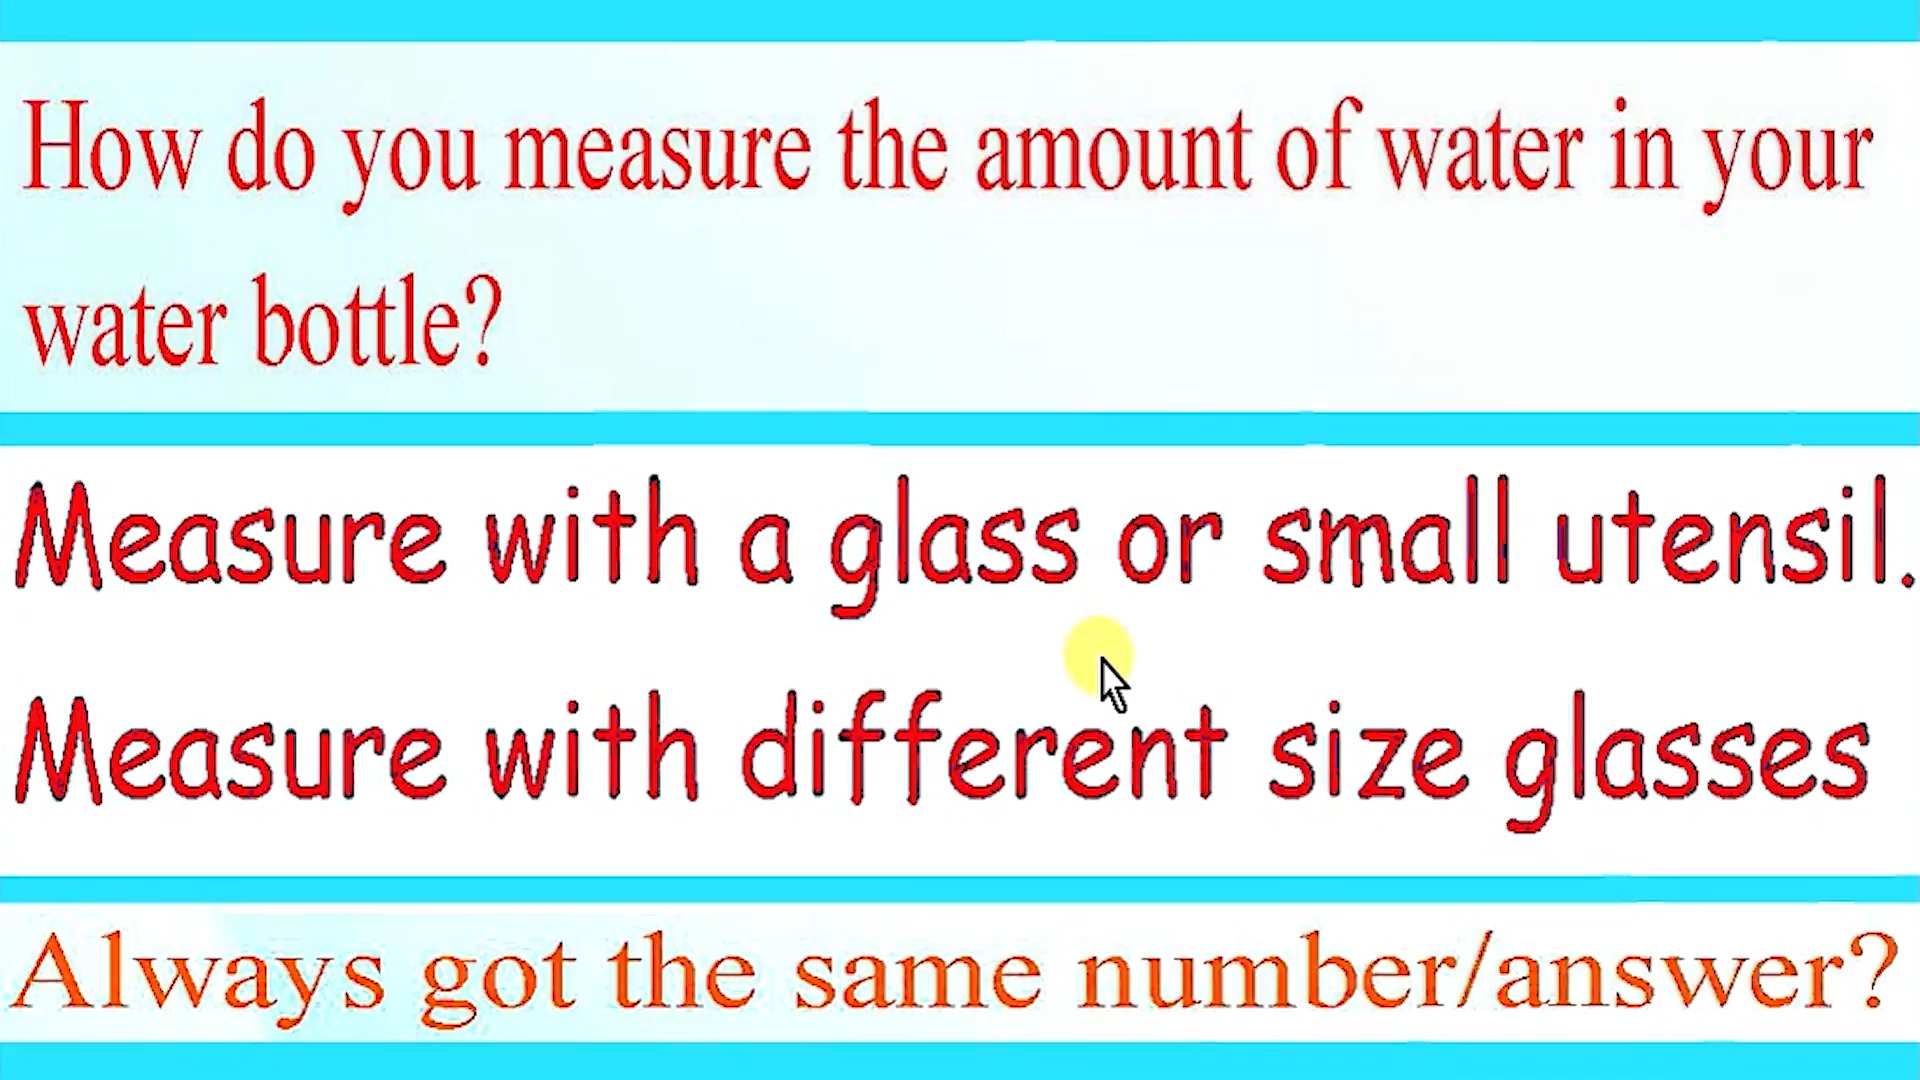 How do you measure the amount of water in your
water bottle?
Measure with a glass or small utensil.
Measure with different size glasses
Always got the same number/answer?